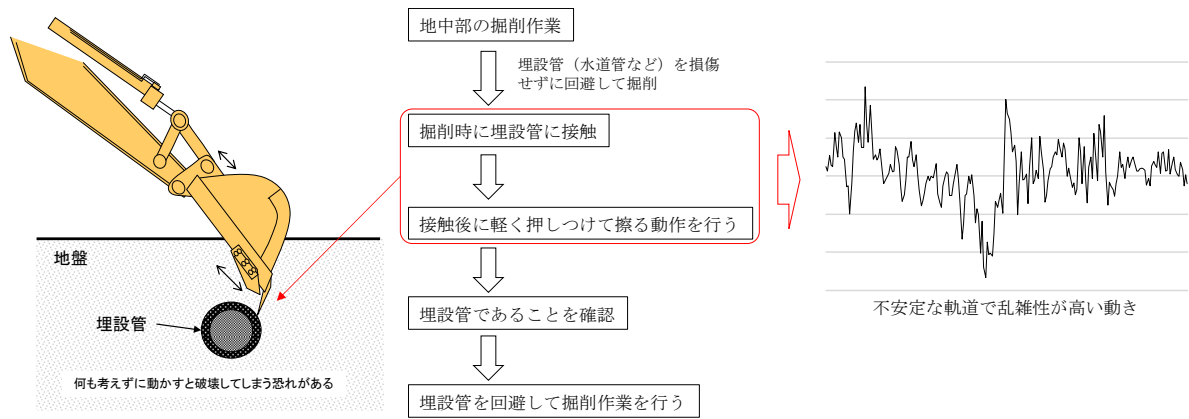 地中部の掘削作業
埋設管（水道管など）を損傷
せずに回避して掘削
掘削時に埋設管に接触
接触後に軽く押しつけて擦る動作を行う
埋設管であることを確認
埋設管を回避して掘削作業を行う
地盤
埋設管
何も考えずに動かすと破壊してしまう恐れがある
不安定な軌道で乱雑性が高い動き